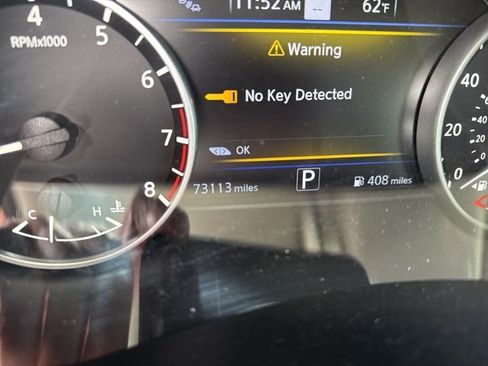 11:52 AM -- 62°F
4 5
RPMx1000
6
7
8
Warning
No Key Detected
OK
73113 miles P 408 miles
C H
40
20
0